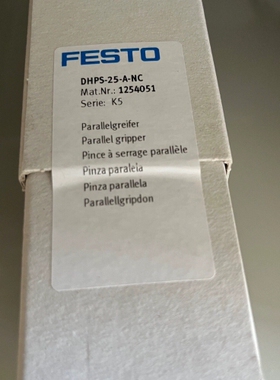 FESTO
DHPS-25-A-NC
Mat.Nr.: 1254051
Serie: K5
Parallelgreifer
Parallel gripper
Pince à serrage parallèle
Pinza paralela
Pinza parallela
Parallellgripdon